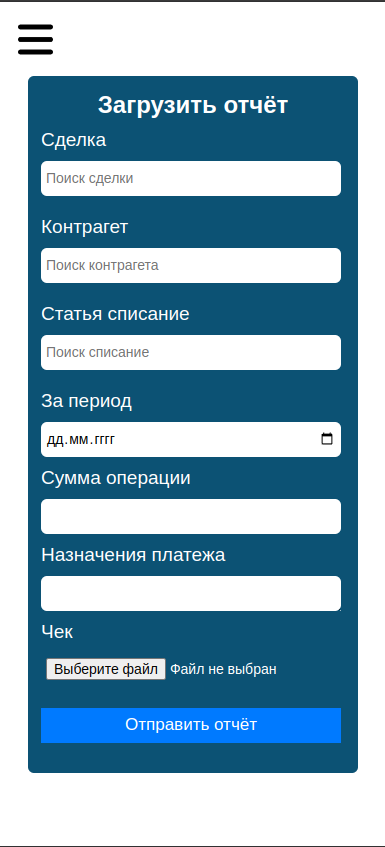 Загрузить отчёт
Сделка
Поиск сделки
Контрагет
Поиск контрагета
Статья списание
Поиск списание
За период
дд.мм.гггг
Сумма операции
Назначения платежа
Чек
Выберите файл Файл не выбран
Отправить отчёт